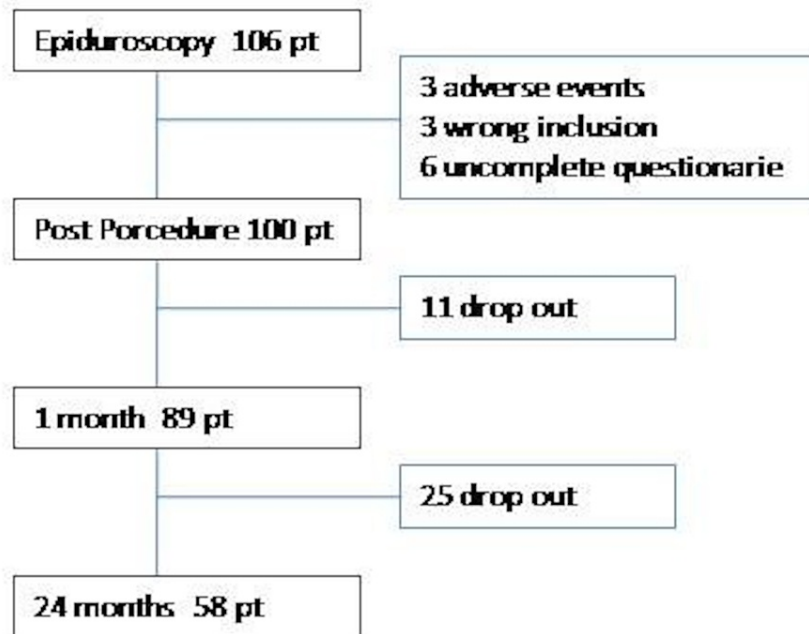 Epiduroscopy 106 pt
3 adverse events
3 wrong inclusion
6 uncomplete questionarie
Post Porcedure 100 pt
11 drop out
1 month 89 pt
25 drop out
24 months 58 pt